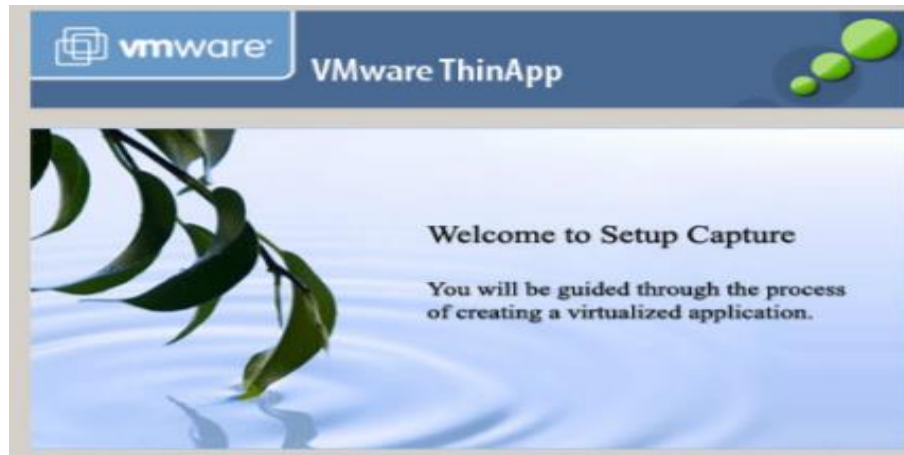 vmware
VMware ThinApp
Welcome to Setup Capture
You will be guided through the process
of creating a virtualized application.